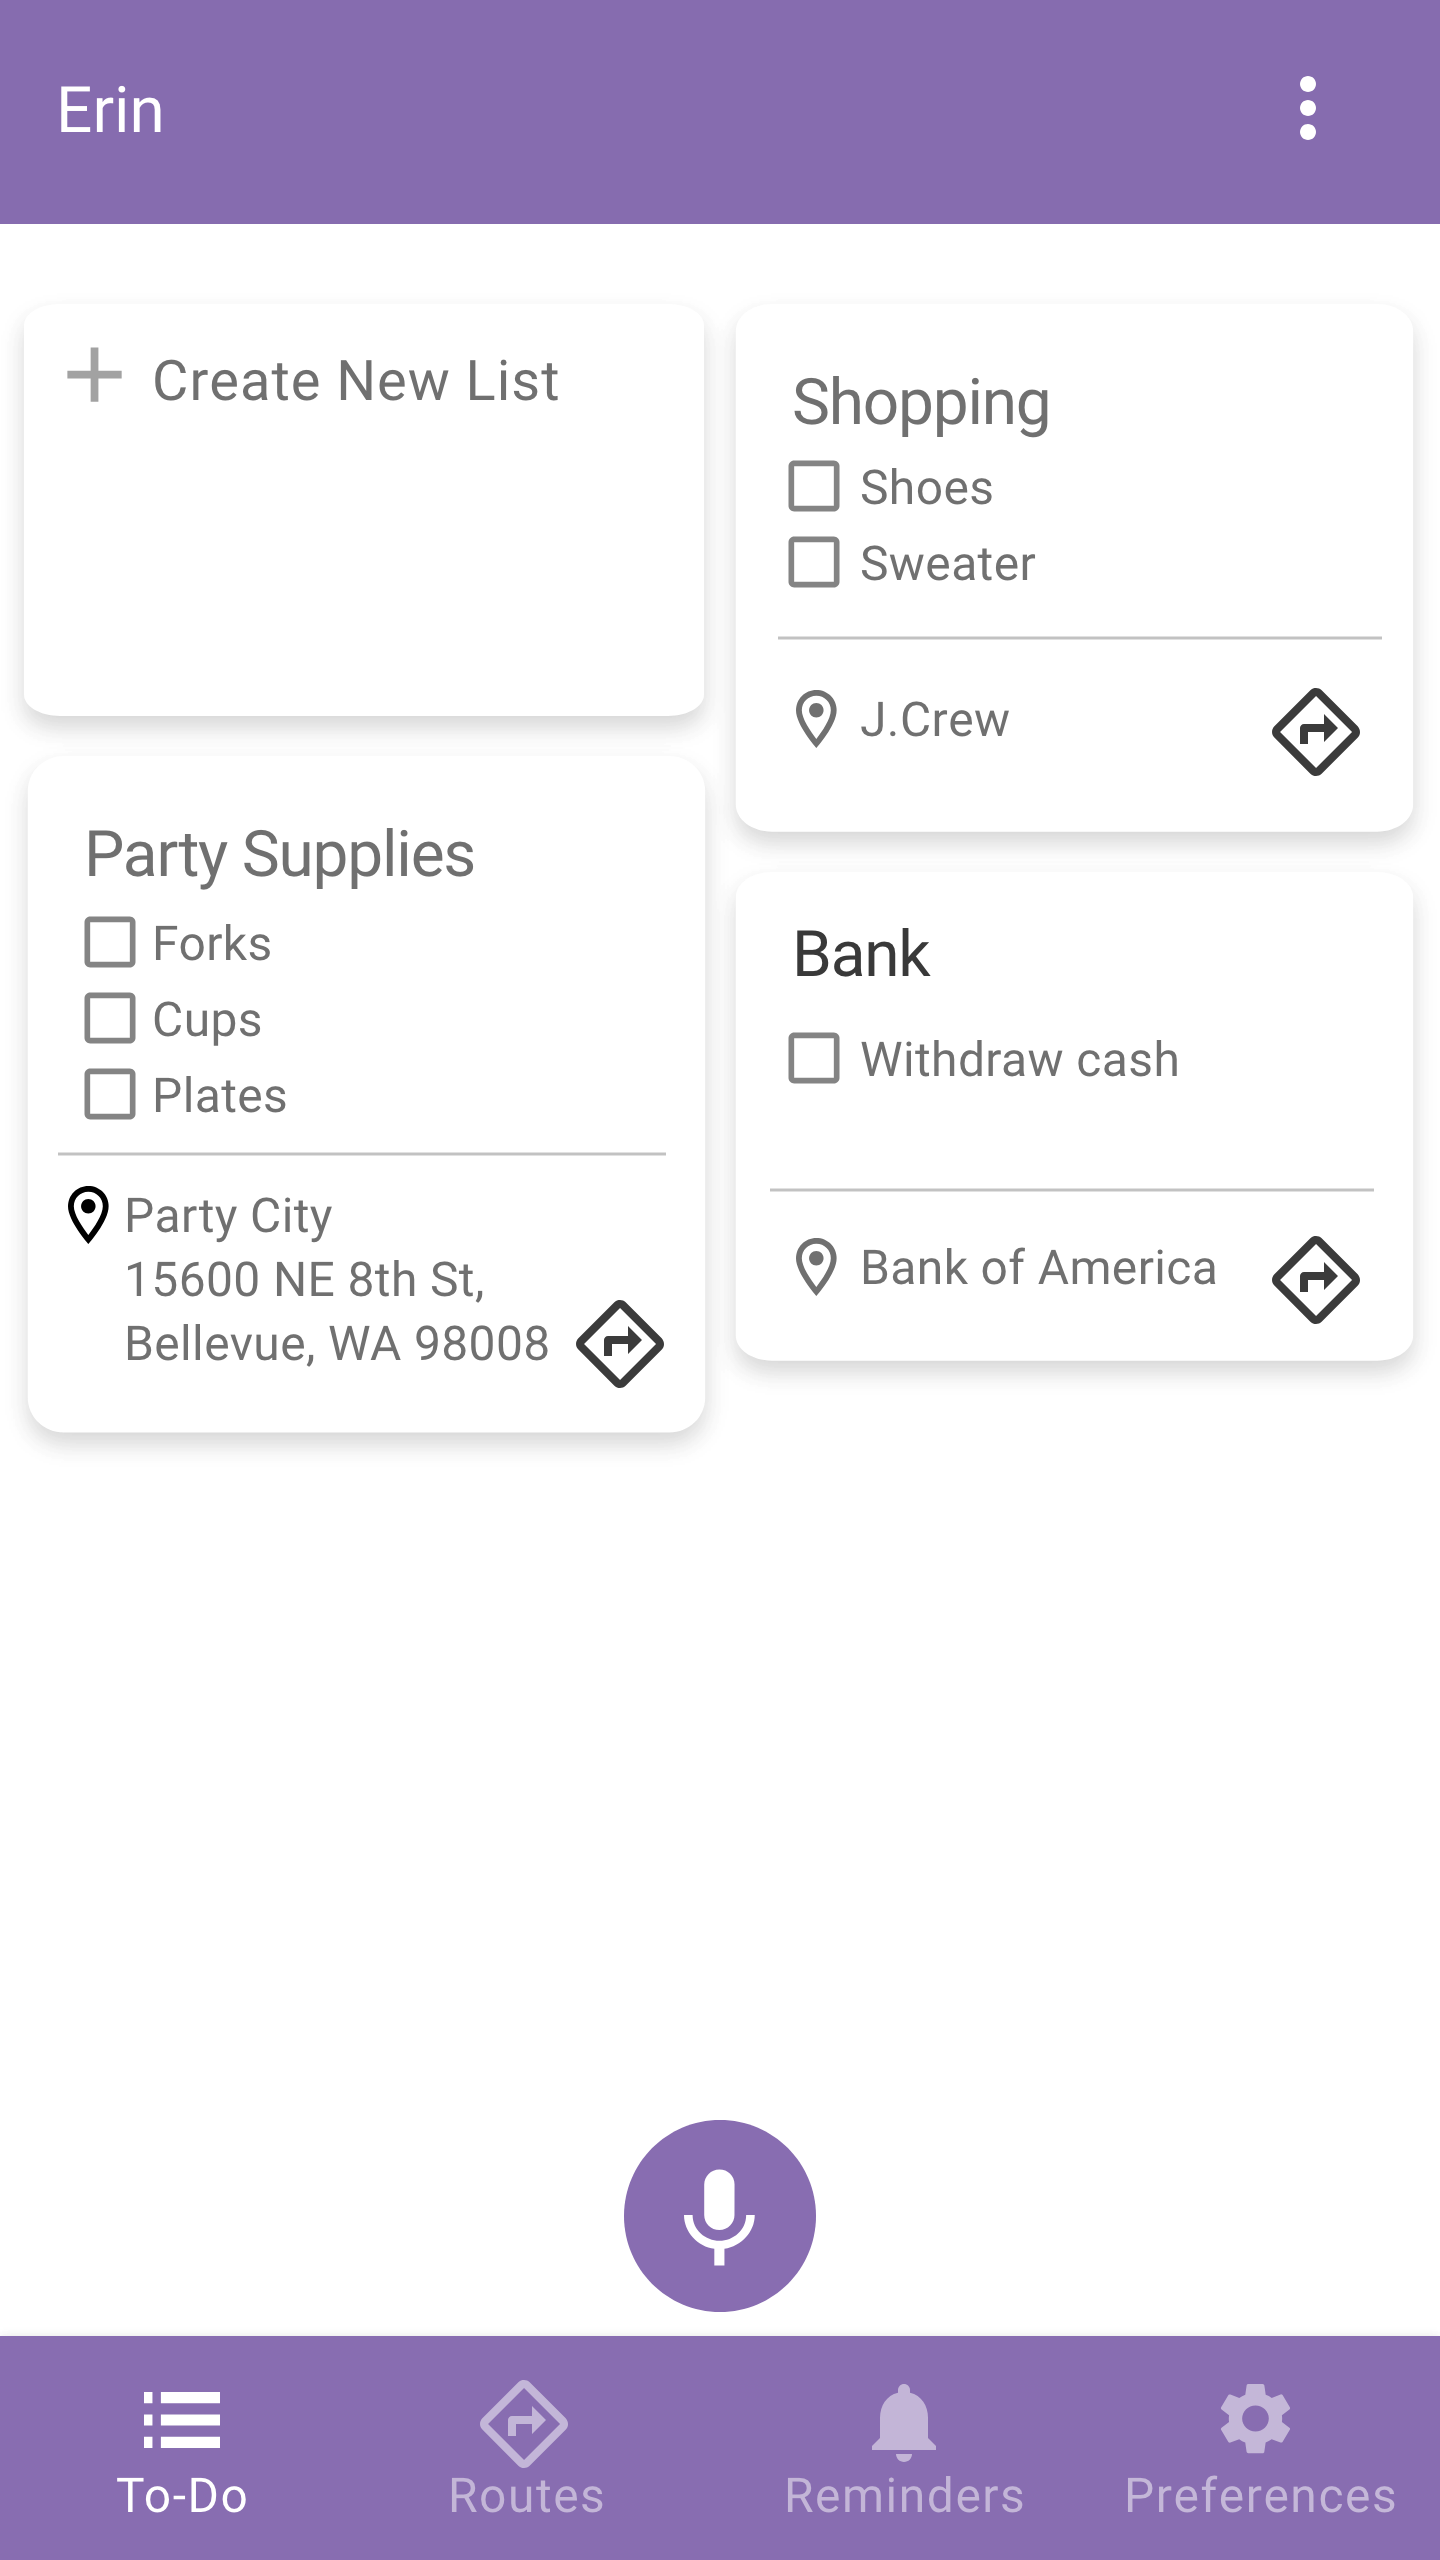 Erin
Create New List
Shopping
Shoes
Sweater
J.Crew
Party Supplies
Forks
Cups
Plates
Party City
15600 NE 8th St,
Bellevue, WA 98008
Bank
Withdraw cash
Bank of America
To-Do
Routes
Reminders
Preferences